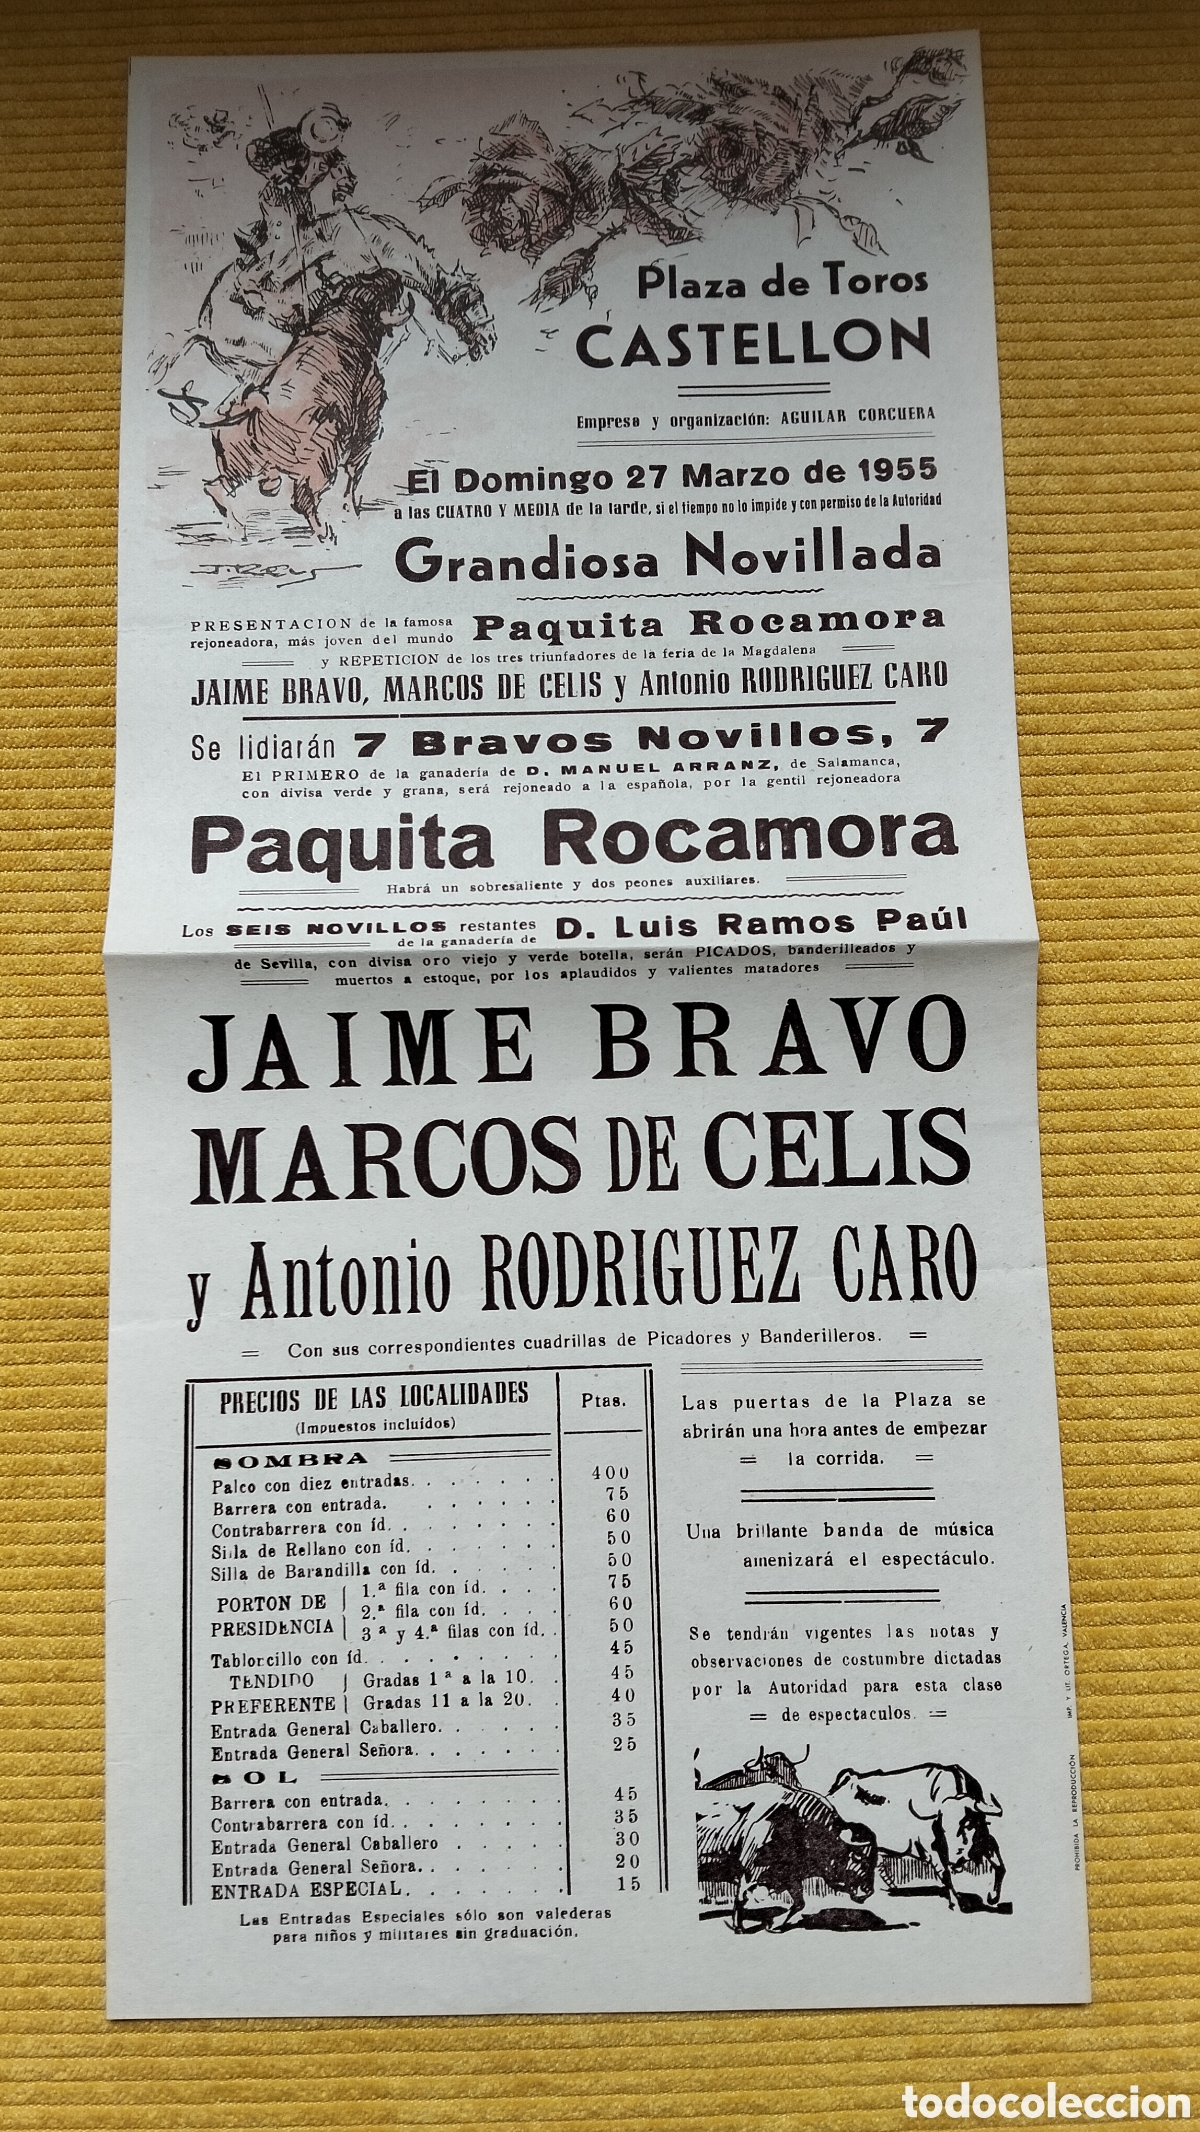 Plaza de Toros
CASTELLON
Empresa y organización: AGUILAR CORCUERA
El Domingo 27 Marzo de 1955
a las CUATRO Y MEDIA de la tarde, si el tiempo no lo impide y con permiso de la Autoridad
Grandiosa Novillada
PRESENTACION de la famosa
rejoneadora, más joven del mundo
Paquita Rocamora
y REPETICION de los tres triunfadores de la feria de la Magdalena
JAIME BRAVO, MARCOS DE CELIS y Antonio RODRIGUEZ CARO
Se lidiarán 7 Bravos Novillos, 7
El PRIMERO de la ganadería de D. MANUEL ARRANZ, de Salamanca,
con divisa verde y grana, será rejoneado a la española, por la gentil rejoneadora
Paquita Rocamora
Habrá un sobresaliente y dos peones auxiliares.
Los SEIS NOVILLOS restantes
de la ganadería de
D. Luis Ramos Paúl
de Sevilla, con divisa oro viejo y verde botella, serán PICADOS, banderilleados y
muertos a estoque, por los aplaudidos y valientes matadores
JAIME BRAVO
MARCOS DE CELIS
y Antonio RODRIGUEZ CARO
= Con sus correspondientes cuadrillas de Picadores y Banderilleros. =
PRECIOS DE LAS LOCALIDADES Ptas.
(Impuestos incluídos)
SOMBRA
Palco con diez entradas. . . . . . 400
Barrera con entrada. . . . . . 75
Contrabarrera con íd. . . . . . . 60
Silla de Rellano con íd. . . . . . 50
Silla de Barandilla con íd. . . . . 50
PORTON DE PRESIDENCIA
1.ª fila con íd. . . . 75
2.ª fila con íd. . . . 60
3ª y 4.ª filas con íd. . 50
Tabloncillo con íd. . . . . . . . 45
TENDIDO PREFERENTE
Gradas 1ª a la 10. . 45
Gradas 11 a la 20. . 40
Entrada General Caballero. . . . . 35
Entrada General Señora. . . . . . 25
SOL
Barrera con entrada. . . . . . . 45
Contrabarrera con íd. . . . . . . 35
Entrada General Caballero . . . . 30
Entrada General Señora. . . . . . 20
ENTRADA ESPECIAL. . . . . . 15
Las Entradas Especiales sólo son valederas
para niños y militares sin graduación.
Las puertas de la Plaza se
abrirán una hora antes de empezar
= la corrida. =
Una brillante banda de música
amenizará el espectáculo.
Se tendrán vigentes las notas y
observaciones de costumbre dictadas
por la Autoridad para esta clase
= de espectaculos. =
PROHIBIDA LA REPRODUCCIÓN IMP. Y LIT. ORTEGA. VALENCIA
todocoleccion